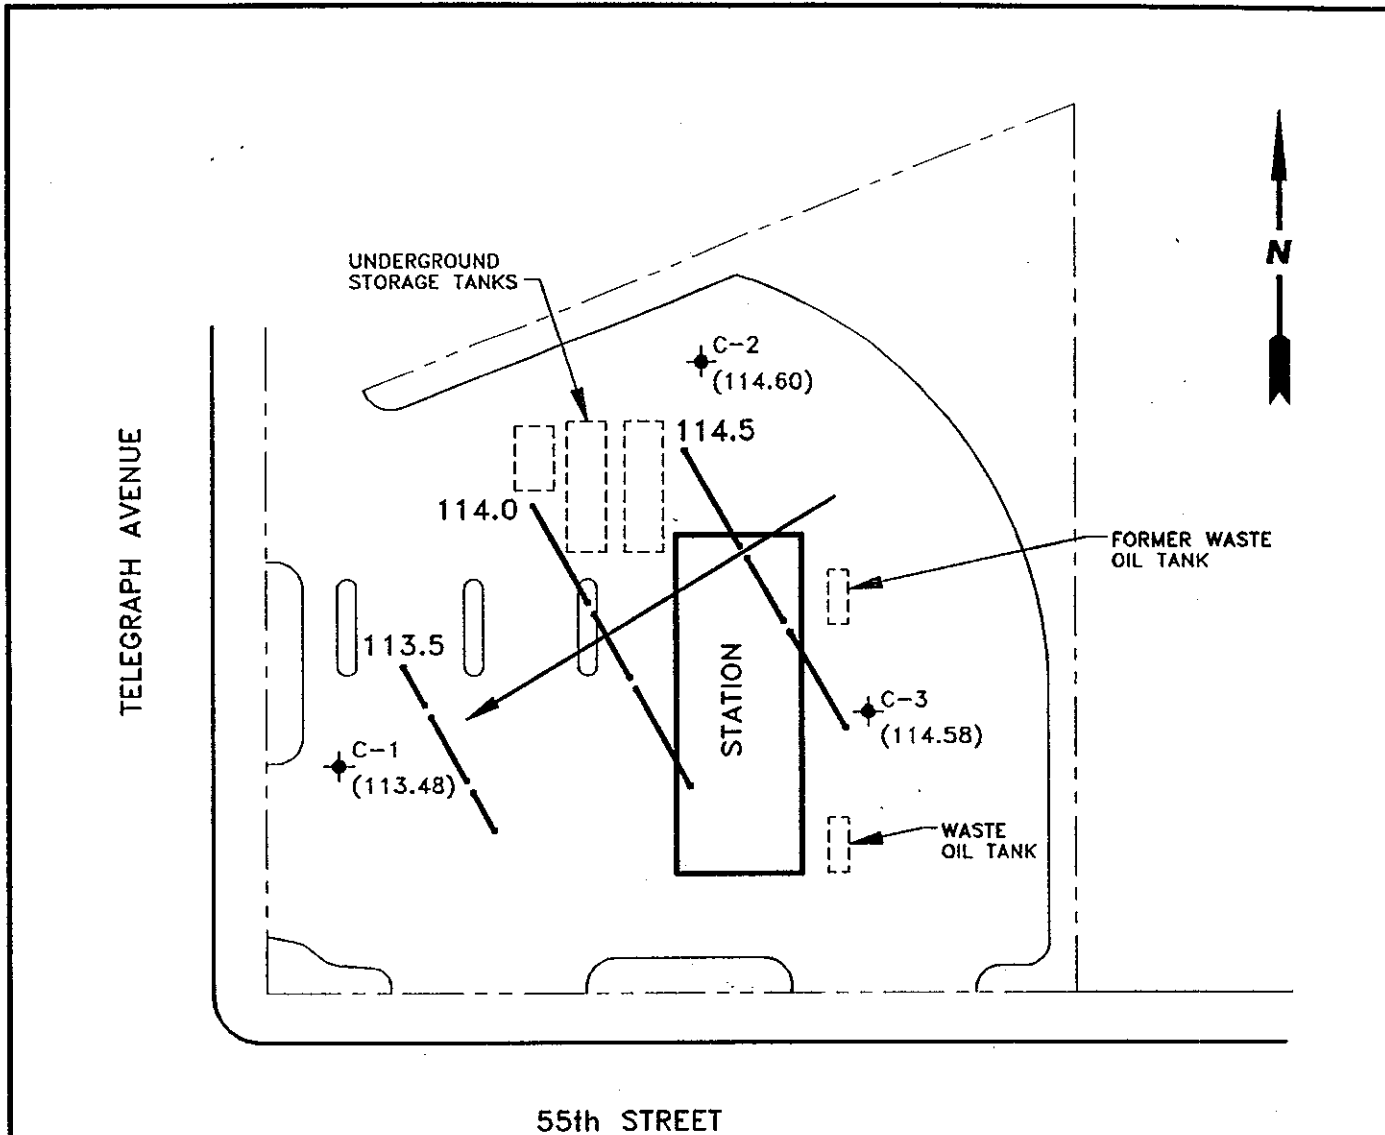 UNDERGROUND
STORAGE TANKS
N
C-2
(114.60)
114.5
114.0
TELEGRAPH AVENUE
FORMER WASTE
OIL TANK
113.5
STATION
C-3
(114.58)
C-1
(113.48)
WASTE
OIL TANK
55th STREET